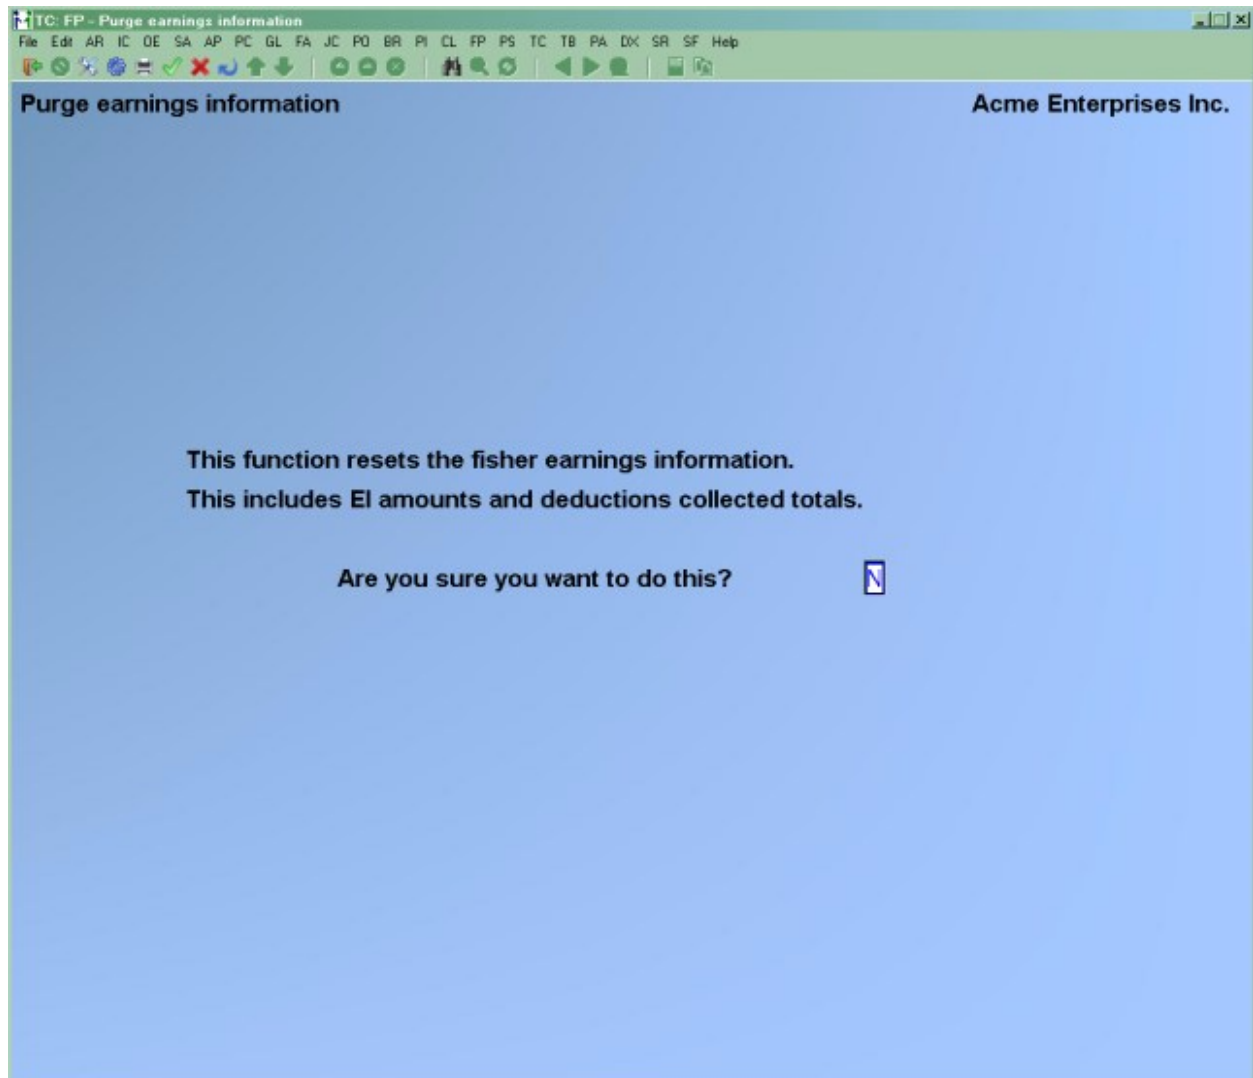 TC: FP - Purge earnings information
File Edit AR IC OE SA AP PC GL FA JC PO BR PI CL FP PS TC TB PA DX SR SF Help
Purge earnings information
Acme Enterprises Inc.
This function resets the fisher earnings information.
This includes EI amounts and deductions collected totals.
Are you sure you want to do this? N